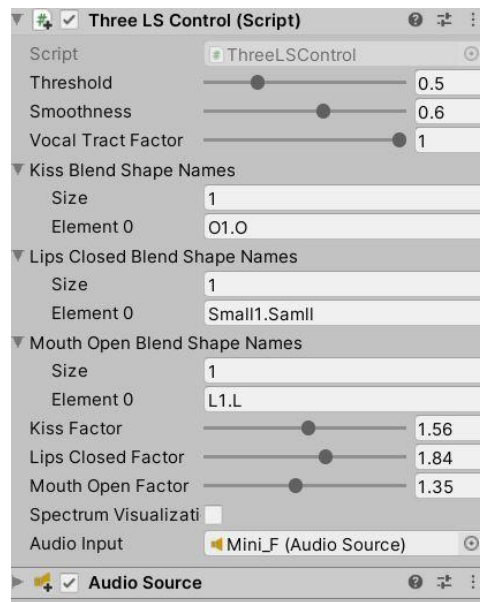 Three LS Control (Script)
Script ThreeLSControl
Threshold 0.5
Smoothness 0.6
Vocal Tract Factor 1
Kiss Blend Shape Names
Size 1
Element 0 O1.O
Lips Closed Blend Shape Names
Size 1
Element 0 Small1.Samll
Mouth Open Blend Shape Names
Size 1
Element 0 L1.L
Kiss Factor 1.56
Lips Closed Factor 1.84
Mouth Open Factor 1.35
Spectrum Visualizati
Audio Input Mini_F (Audio Source)
Audio Source